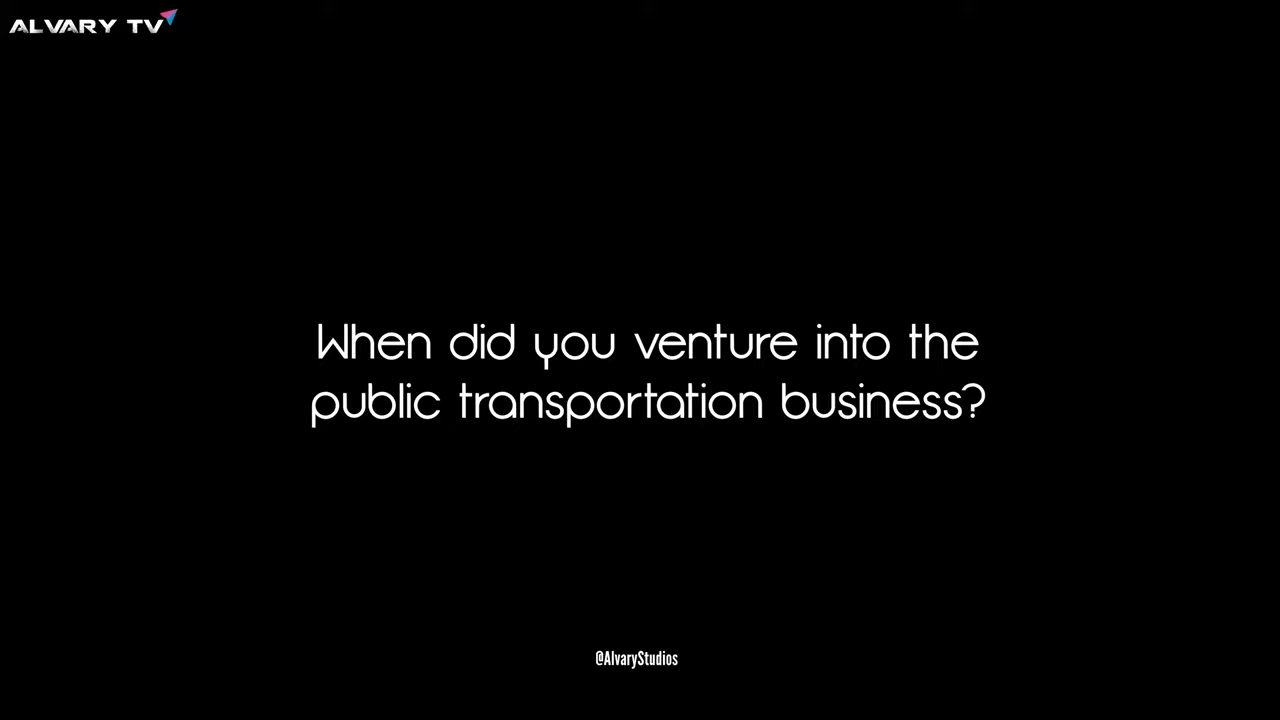 ALVARY TV
When did you venture into the
public transportation business?
@AlvaryStudios